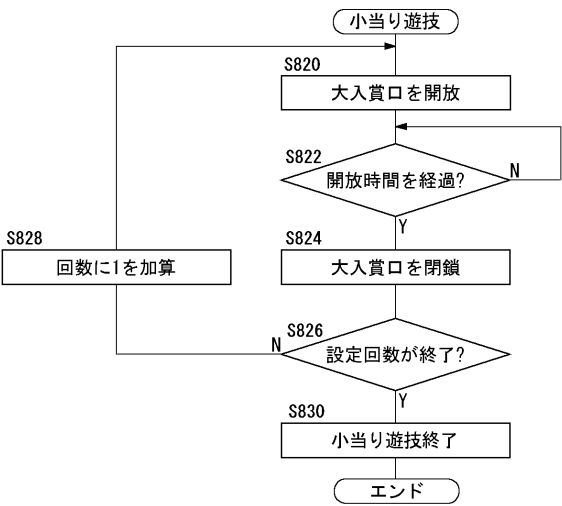 小当り遊技
S820
大入賞口を開放
S822
開放時間を経過?
N
Y
S828
S824
回数に1を加算
大入賞口を閉鎖
S826
N
設定回数が終了?
Y
S830
小当り遊技終了
エンド